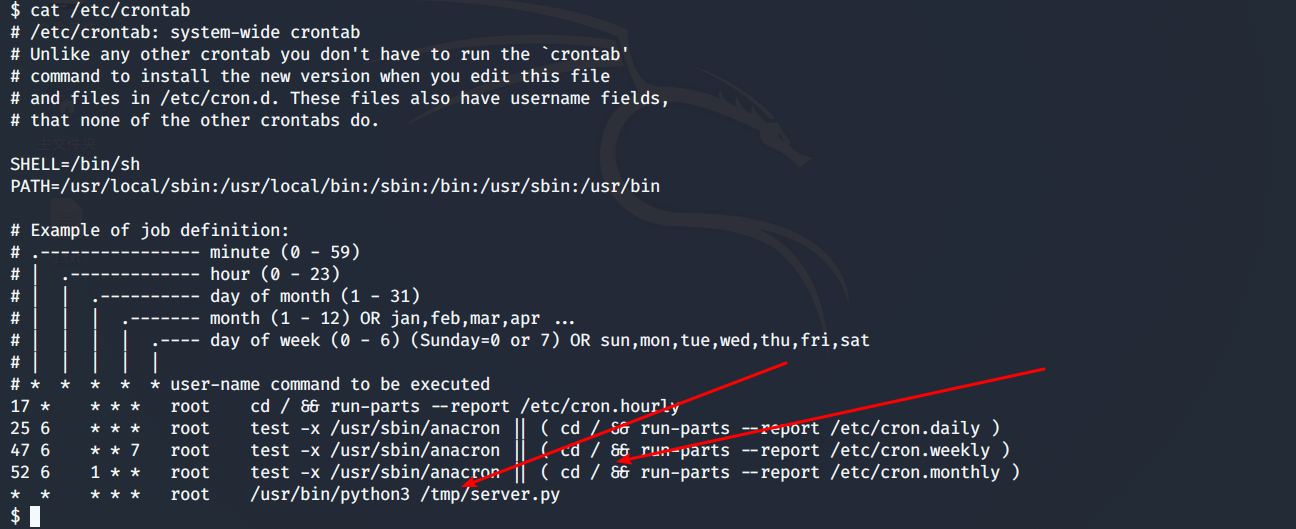 $ cat /etc/crontab
# /etc/crontab: system-wide crontab
# Unlike any other crontab you don't have to run the `crontab'
# command to install the new version when you edit this file
# and files in /etc/cron.d. These files also have username fields,
# that none of the other crontabs do.

SHELL=/bin/sh
PATH=/usr/local/sbin:/usr/local/bin:/sbin:/bin:/usr/sbin:/usr/bin

# Example of job definition:
# .---------------- minute (0 - 59)
# |  .------------- hour (0 - 23)
# |  |  .---------- day of month (1 - 31)
# |  |  |  .------- month (1 - 12) OR jan,feb,mar,apr ...
# |  |  |  |  .---- day of week (0 - 6) (Sunday=0 or 7) OR sun,mon,tue,wed,thu,fri,sat
# |  |  |  |  |
# *  *  *  *  * user-name command to be executed
17 *    * * *   root    cd / && run-parts --report /etc/cron.hourly
25 6    * * *   root    test -x /usr/sbin/anacron || ( cd / && run-parts --report /etc/cron.daily )
47 6    * * 7   root    test -x /usr/sbin/anacron || ( cd / && run-parts --report /etc/cron.weekly )
52 6    1 * *   root    test -x /usr/sbin/anacron || ( cd / && run-parts --report /etc/cron.monthly )
*  *    * * *   root    /usr/bin/python3 /tmp/server.py
$